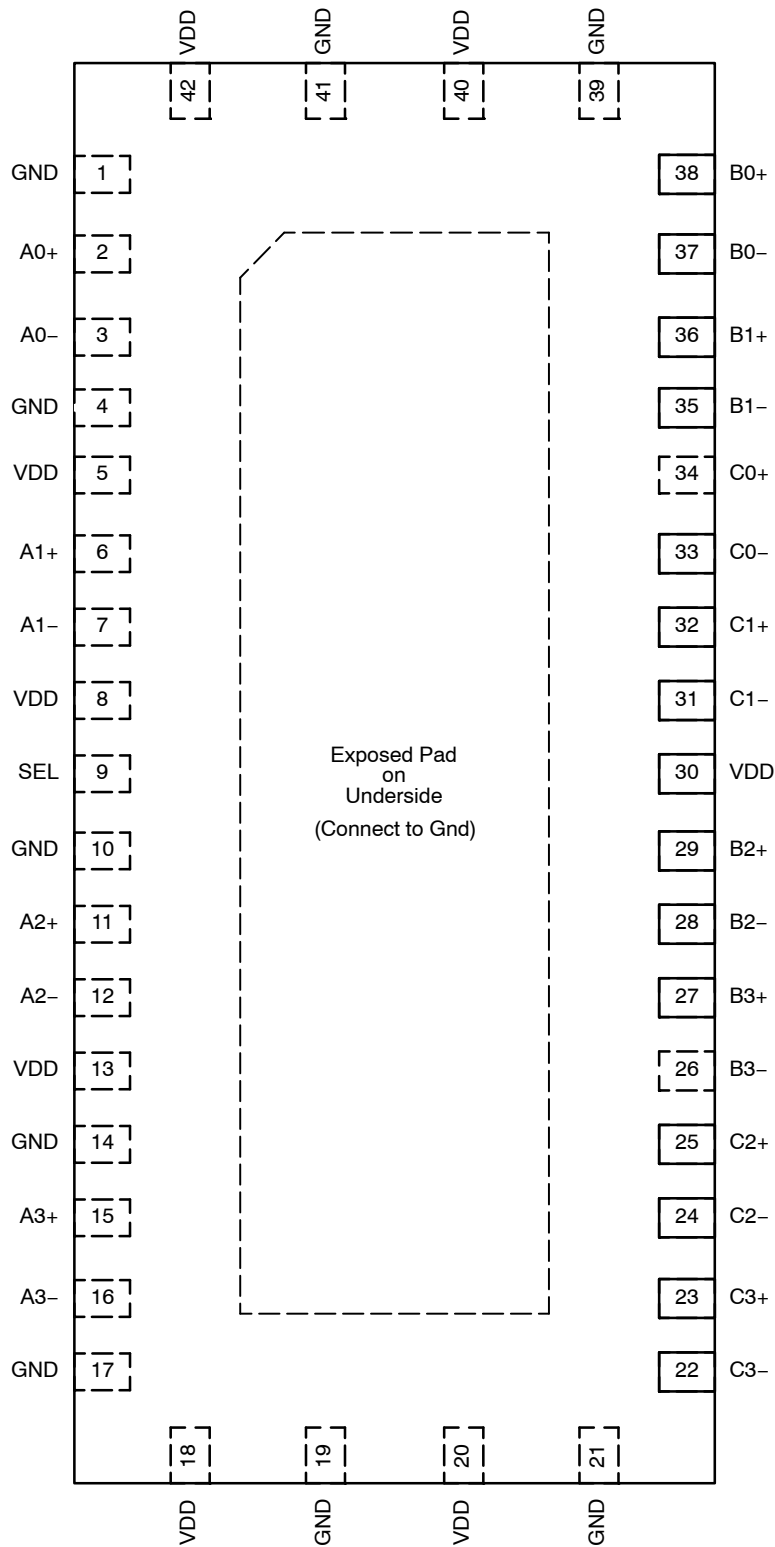 VDD GND VDD GND
42 41 40 39
GND 1 38 B0+
A0+ 2 37 B0−
A0− 3 36 B1+
GND 4 35 B1−
VDD 5 34 C0+
A1+ 6 33 C0−
A1− 7 32 C1+
VDD 8 31 C1−
SEL 9 30 VDD
GND 10 29 B2+
A2+ 11 28 B2−
A2− 12 27 B3+
VDD 13 26 B3−
GND 14 25 C2+
A3+ 15 24 C2−
A3− 16 23 C3+
GND 17 22 C3−
Exposed Pad
on
Underside
(Connect to Gnd)
18 19 20 21
VDD GND VDD GND